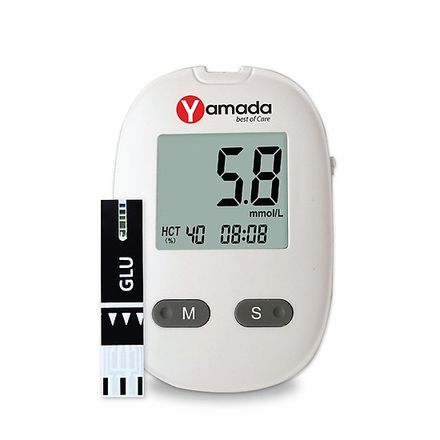 Yamada
best of Care
5.8
mmol/L
HCT (%) 40 08:08
M S
GLU